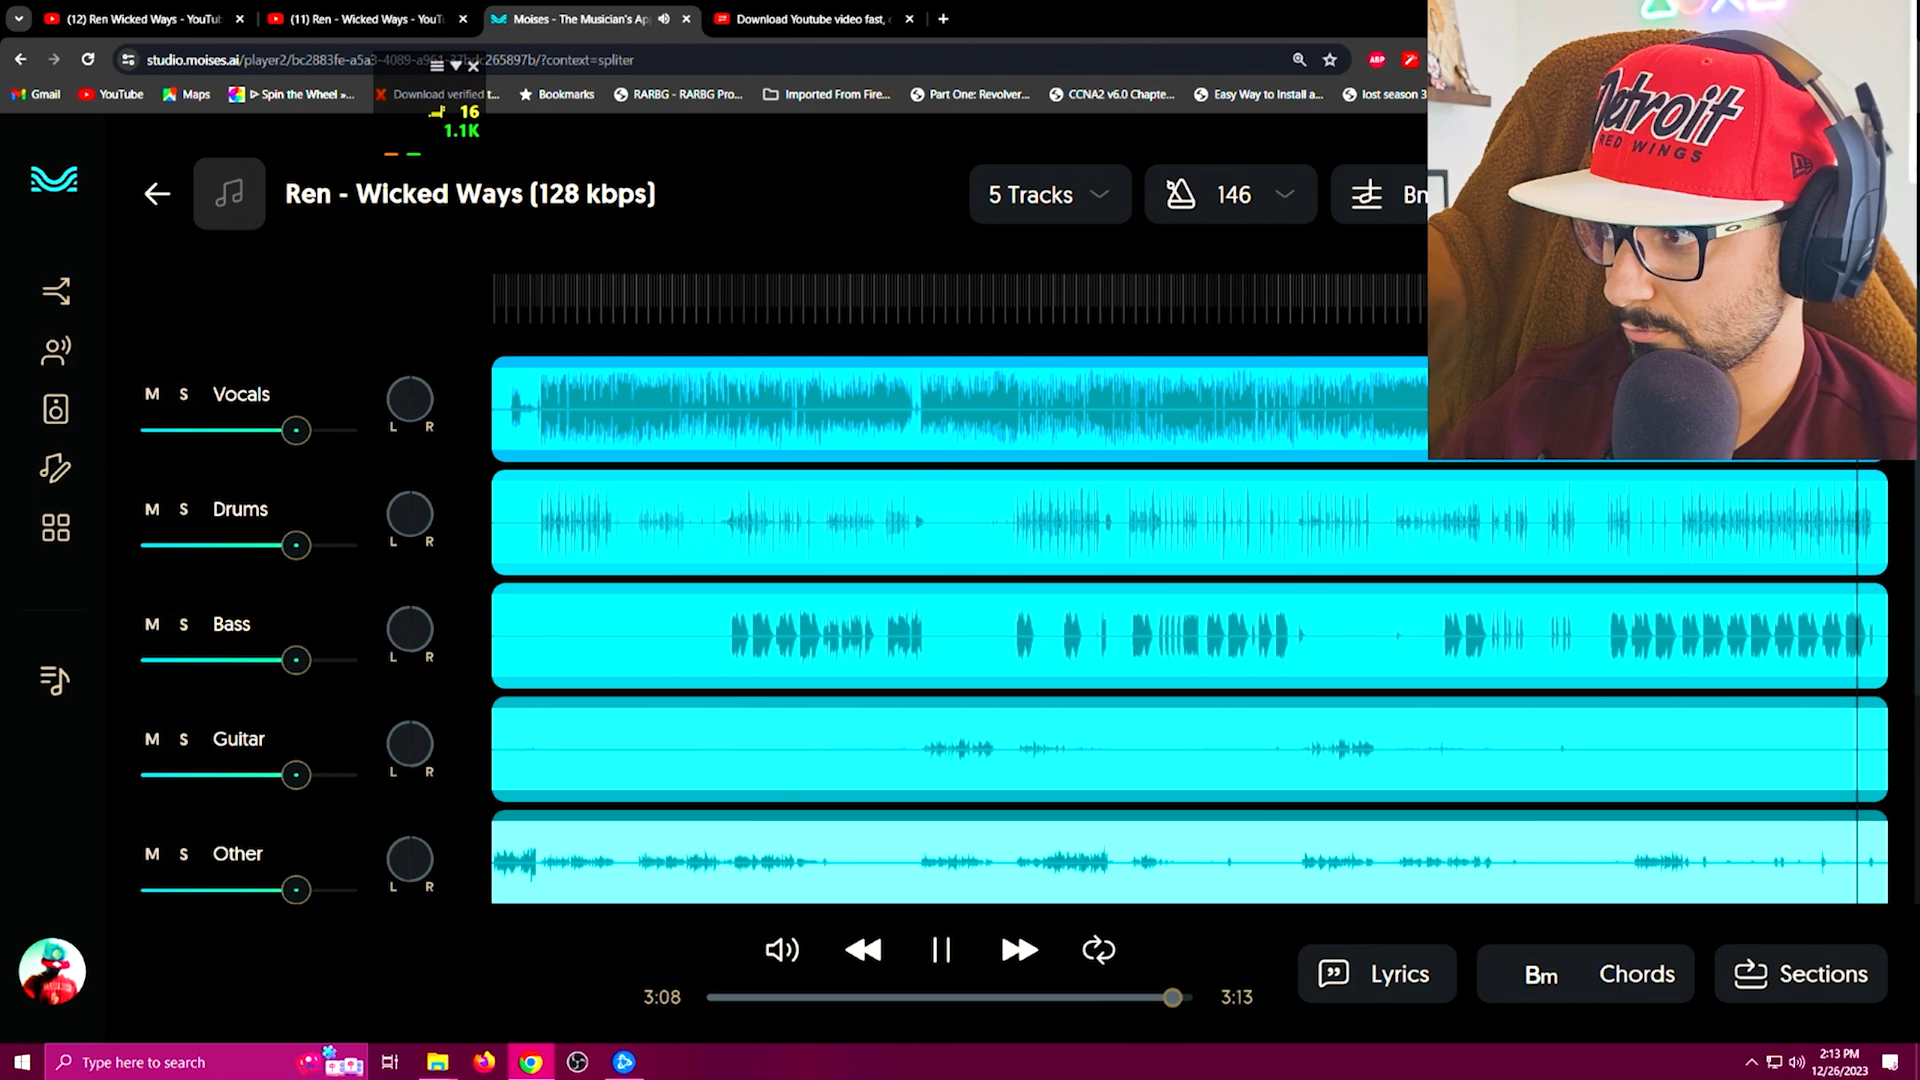 (12) Ren Wicked Ways - YouTu
(11) Ren - Wicked Ways - YouT
Moises - The Musician's Ap
Download Youtube video fast,
studio.moises.ai/player2/bc2883fe-a5a3-4089-a961-37bdc265897b/?context=spliter
ABP
Gmail
YouTube
Maps
ᐅ Spin the Wheel »...
Download verified t...
Bookmarks
RARBG - RARBG Pro...
Imported From Fire...
Part One: Revolver...
CCNA2 v6.0 Chapte...
Easy Way to Install a...
lost season 3
16
1.1K
Detroit
RED WINGS
Ren - Wicked Ways (128 kbps)
5 Tracks
146
Bm
M S Vocals
L R
M S Drums
L R
M S Bass
L R
M S Guitar
L R
M S Other
L R
3:08
3:13
Lyrics
Bm Chords
Sections
Type here to search
2:13 PM
12/26/2023